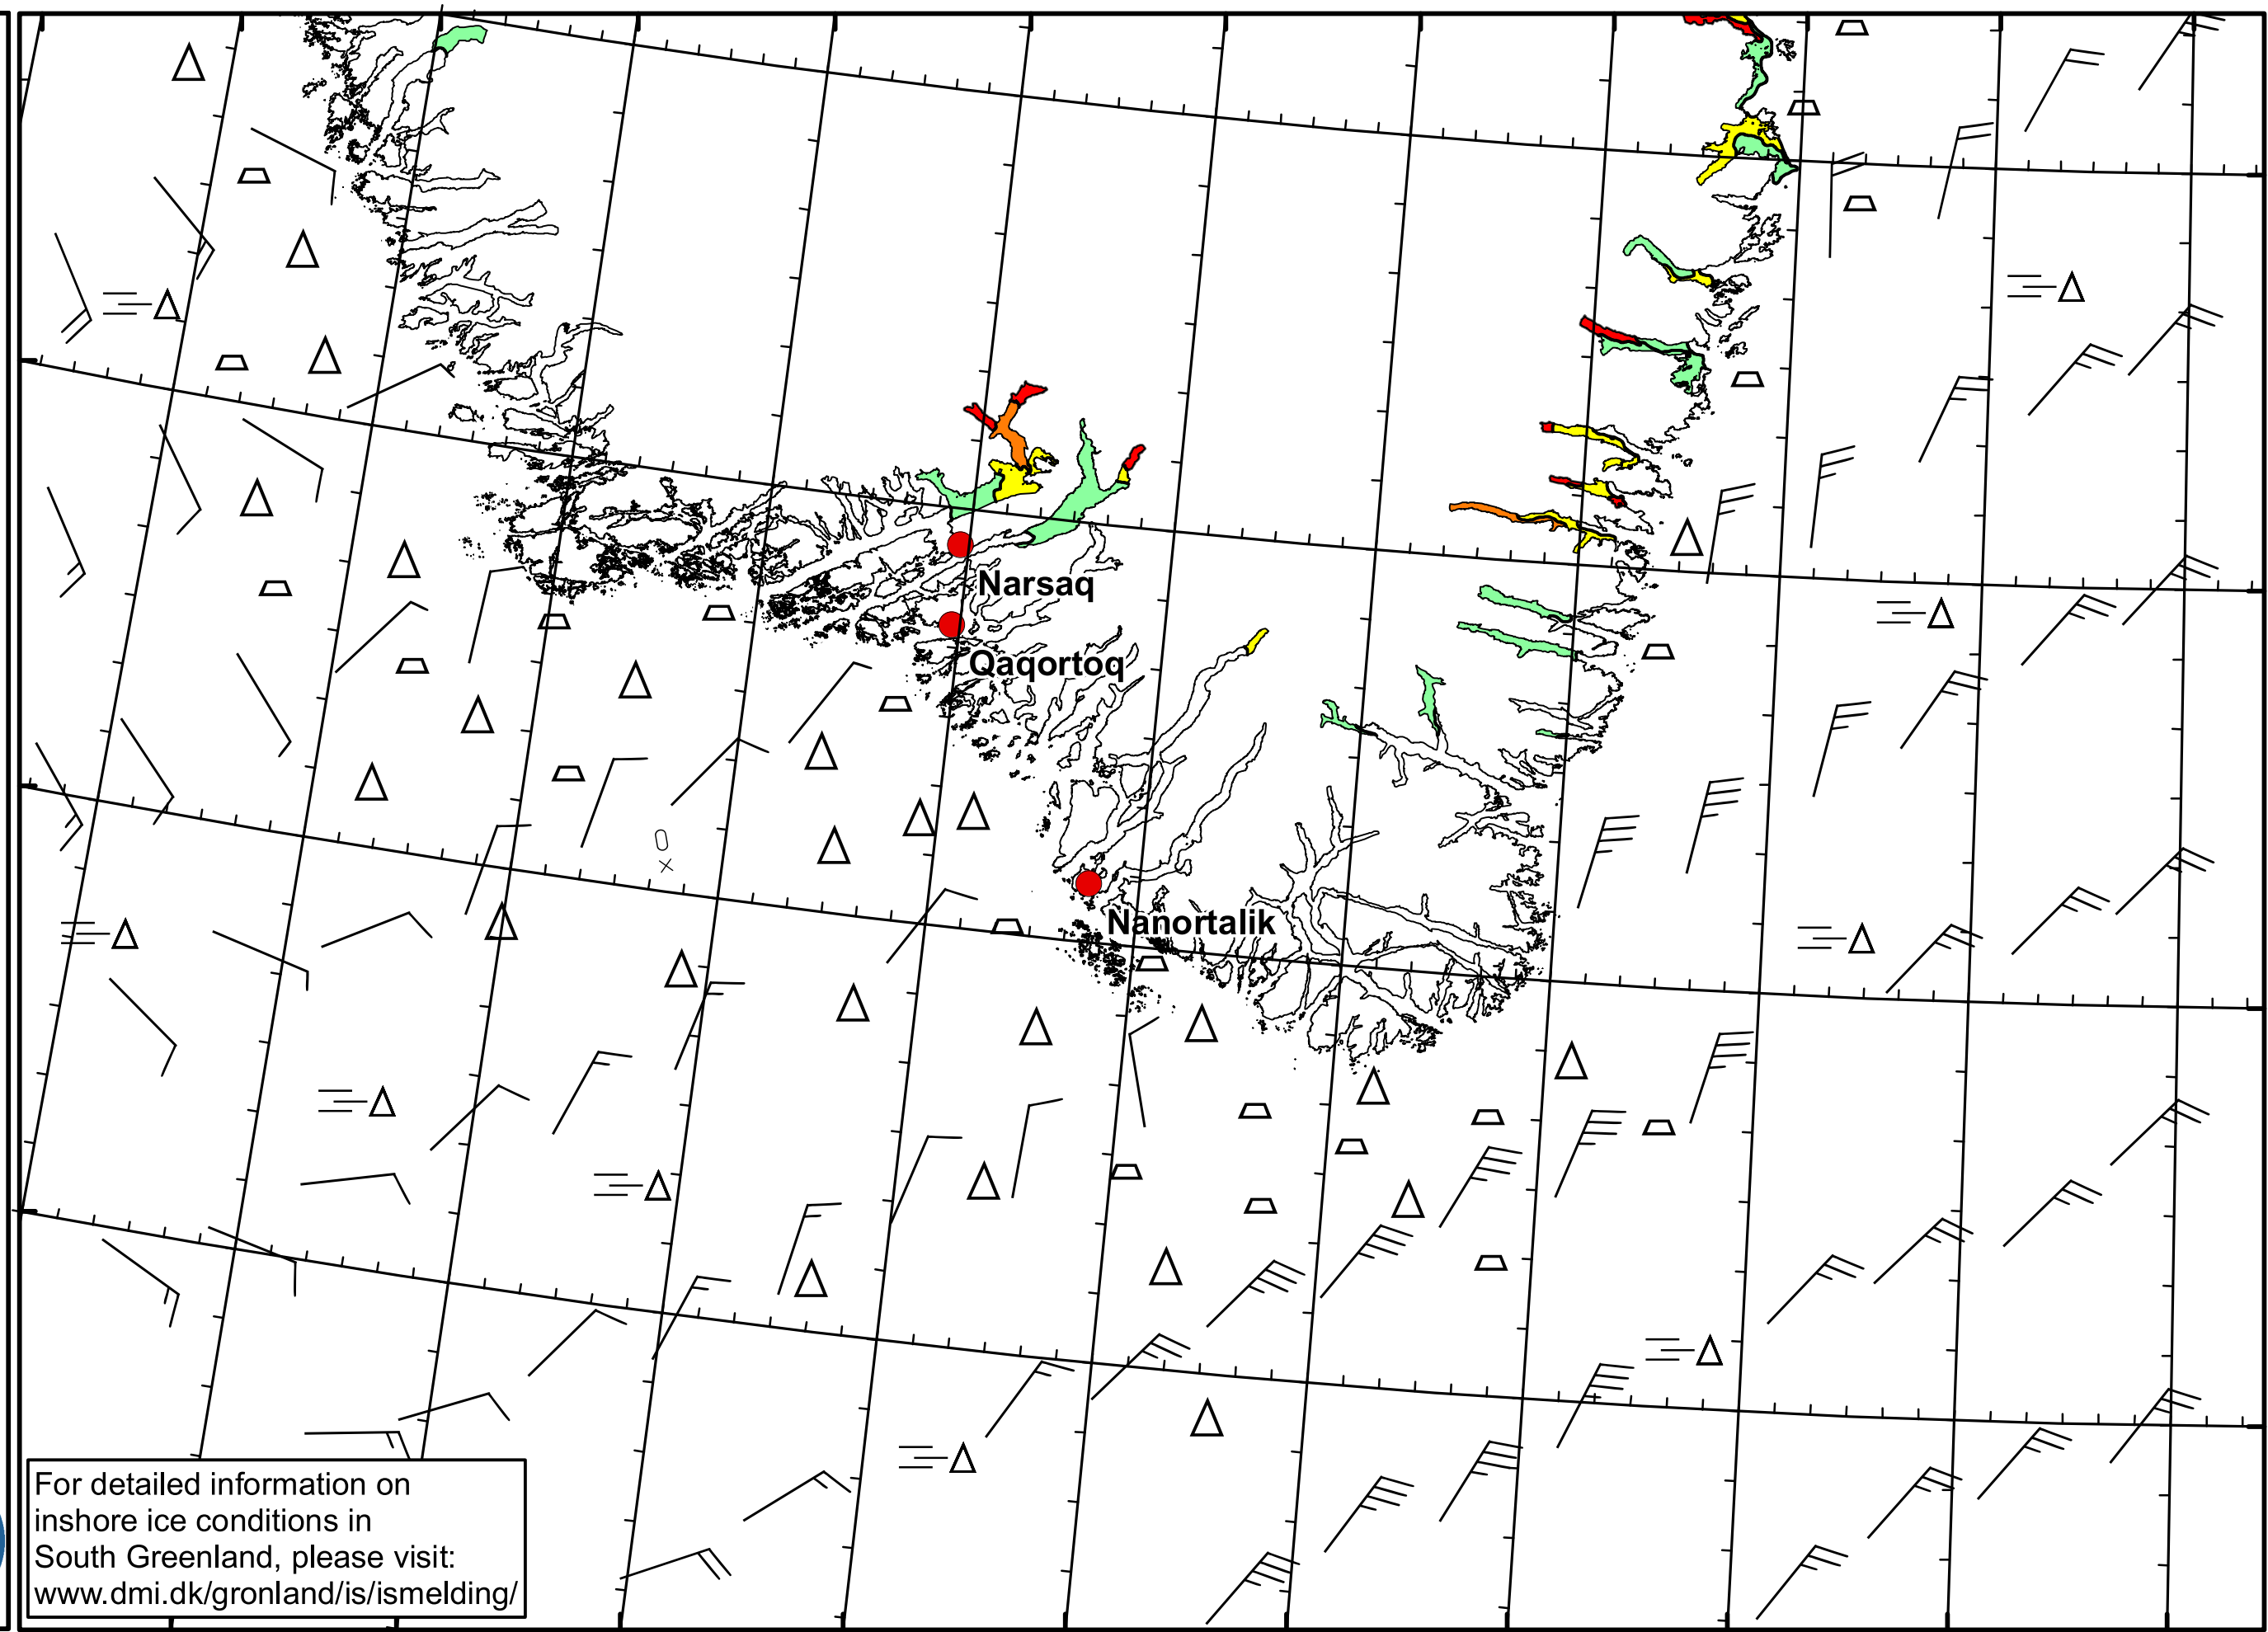 Narsaq
Qaqortoq
Nanortalik
For detailed information on
inshore ice conditions in
South Greenland, please visit:
www.dmi.dk/gronland/is/ismelding/